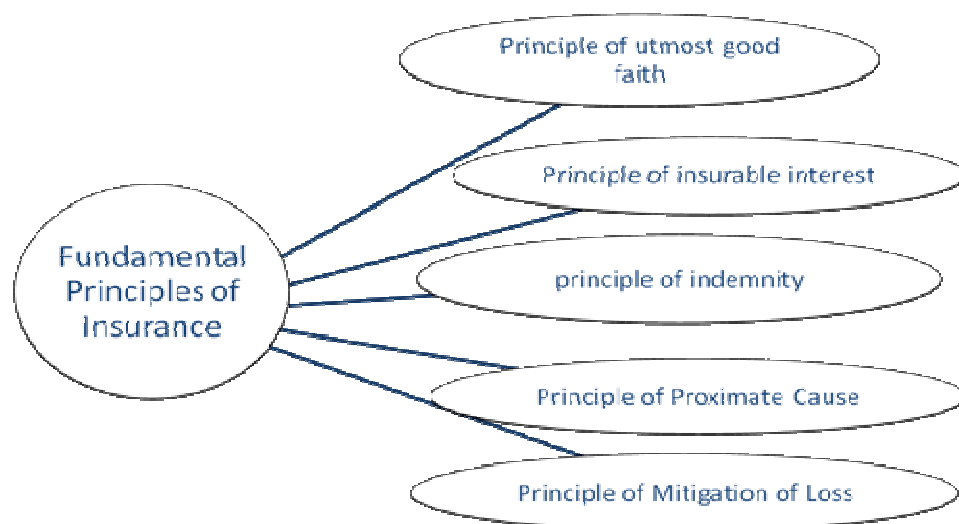 Principle of utmost good
faith
Principle of insurable interest
Fundamental
Principles of
Insurance
principle of indemnity
Principle of Proximate Cause
Principle of Mitigation of Loss